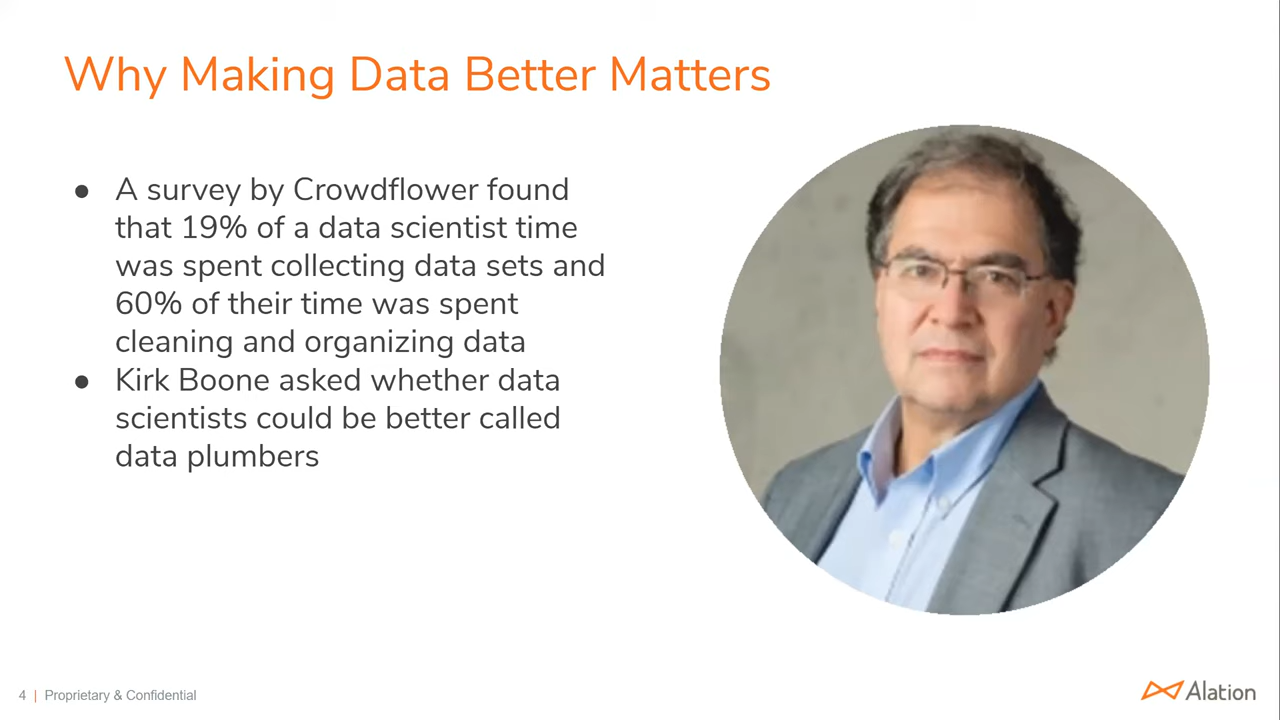 Why Making Data Better Matters
● A survey by Crowdflower found
that 19% of a data scientist time
was spent collecting data sets and
60% of their time was spent
cleaning and organizing data
● Kirk Boone asked whether data
scientists could be better called
data plumbers
4 | Proprietary & Confidential
Alation